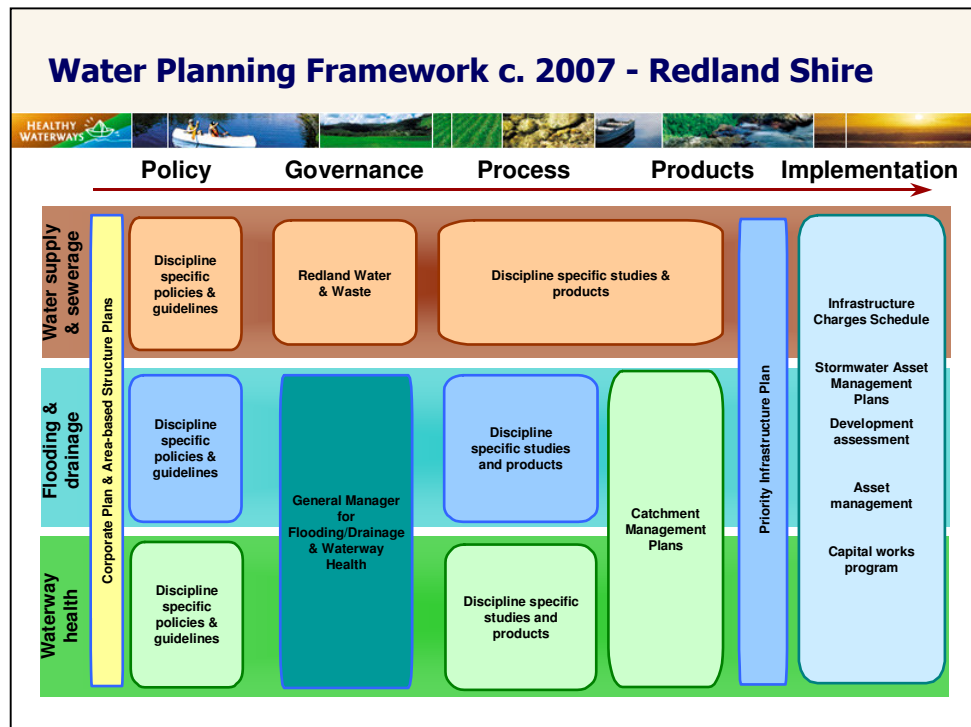 Water Planning Framework c. 2007 - Redland Shire
HEALTHY
WATERWAYS
Policy
Governance
Process
Products
Implementation
Water supply
& sewerage
Corporate Plan & Area-based Structure Plans
Discipline
specific
policies &
guidelines
Redland Water
& Waste
Discipline specific studies &
products
Priority Infrastructure Plan
Infrastructure
Charges Schedule
Stormwater Asset
Management
Plans
Development
assessment
Asset
management
Capital works
program
Flooding &
drainage
Discipline
specific
policies &
guidelines
General Manager
for
Flooding/Drainage
& Waterway
Health
Discipline
specific studies
and products
Catchment
Management
Plans
Waterway
health
Discipline
specific
policies &
guidelines
Discipline specific
studies and
products